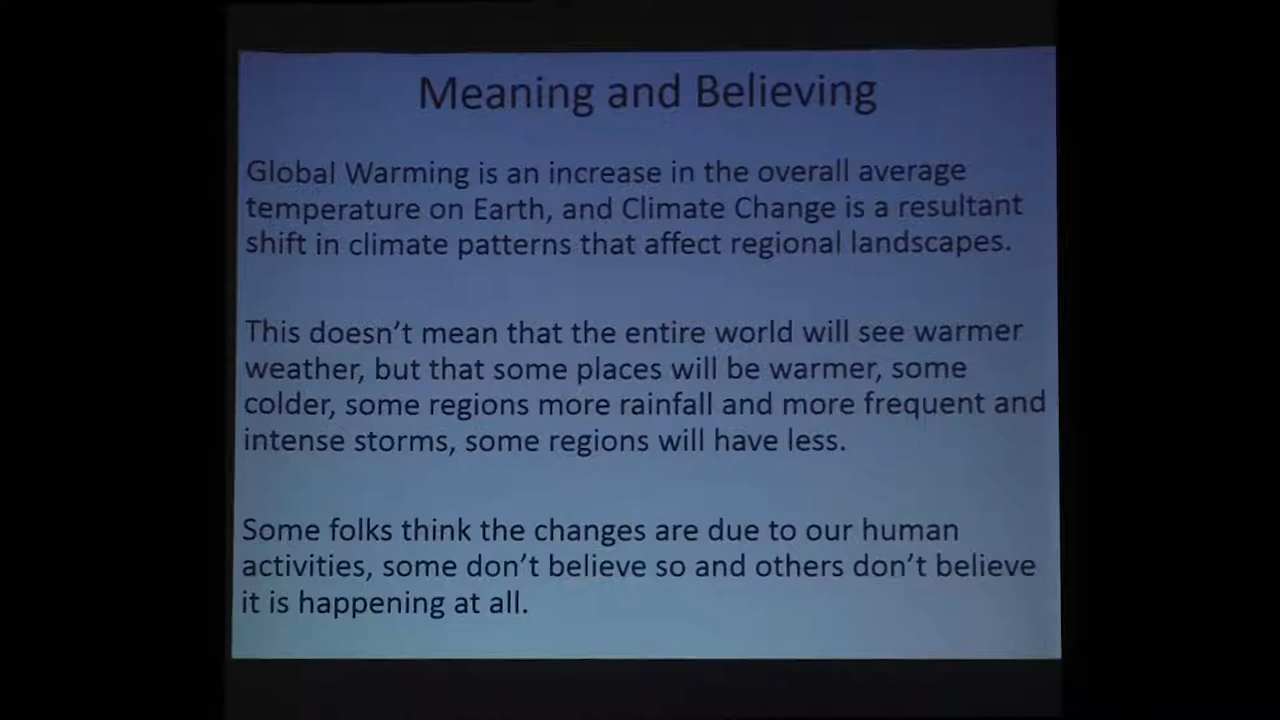 Meaning and Believing
Global Warming is an increase in the overall average
temperature on Earth, and Climate Change is a resultant
shift in climate patterns that affect regional landscapes.
This doesn't mean that the entire world will see warmer
weather, but that some places will be warmer, some
colder, some regions more rainfall and more frequent and
intense storms, some regions will have less.
Some folks think the changes are due to our human
activities, some don't believe so and others don't believe
it is happening at all.